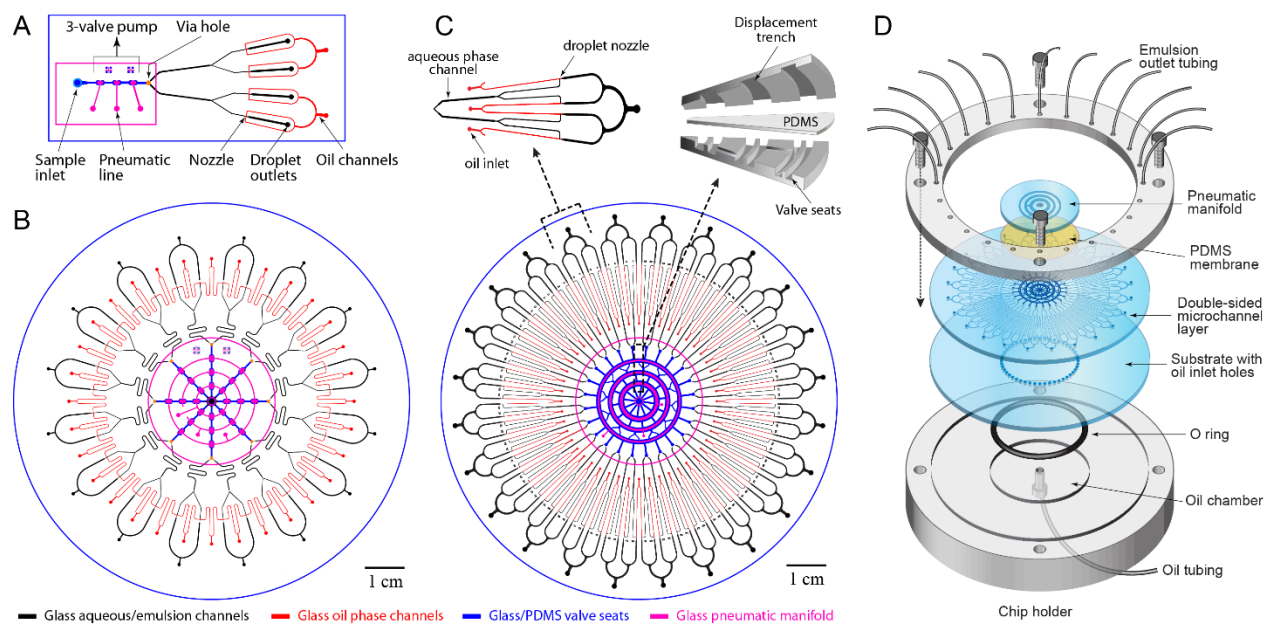 A
3-valve pump
Via hole
Sample
inlet
Pneumatic
line
Nozzle
Droplet
outlets
Oil channels
B
1 cm
C
aqueous phase
channel
droplet nozzle
oil inlet
Displacement
trench
PDMS
Valve seats
1 cm
D
Emulsion
outlet tubing
Pneumatic
manifold
PDMS
membrane
Double-sided
microchannel
layer
Substrate with
oil inlet holes
O ring
Oil chamber
Oil tubing
Chip holder
Glass aqueous/emulsion channels
Glass oil phase channels
Glass/PDMS valve seats
Glass pneumatic manifold